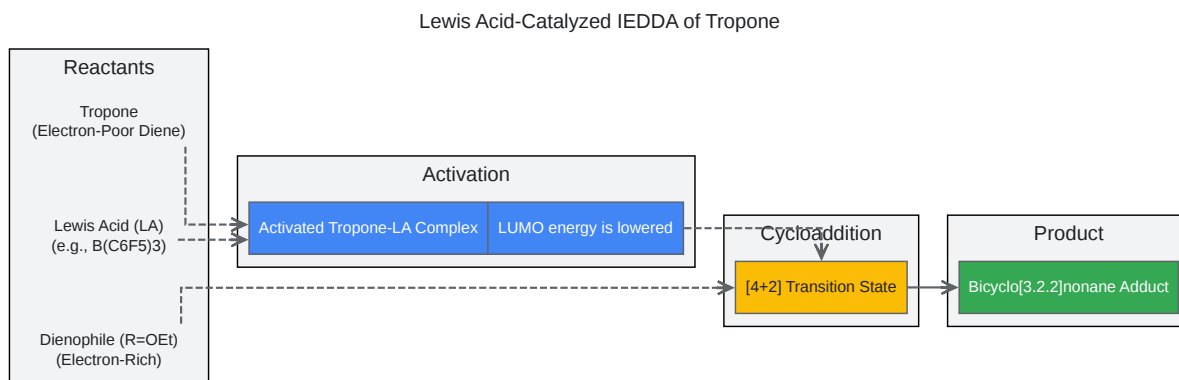 Lewis Acid-Catalyzed IEDDA of Tropone
Reactants
Tropone
(Electron-Poor Diene)
Lewis Acid (LA)
(e.g., B(C6F5)3)
Dienophile (R=OEt)
(Electron-Rich)
Activation
Activated Tropone-LA Complex
LUMO energy is lowered
Cycloaddition
[4+2] Transition State
Product
Bicyclo[3.2.2]nonane Adduct